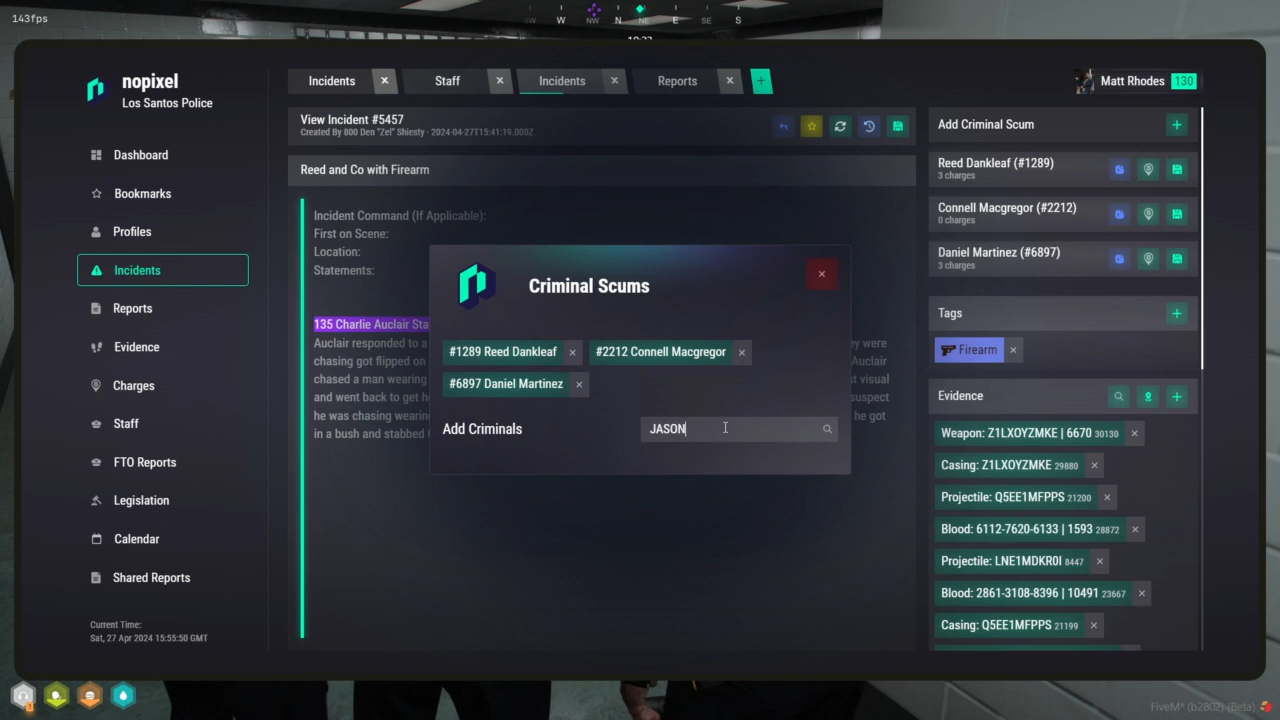 143fps
SW W NW N NE E SE S
nopixel
Los Santos Police
Incidents
Staff
Incidents
Reports
Matt Rhodes 130
Dashboard
Bookmarks
Profiles
Incidents
Reports
Evidence
Charges
Staff
FTO Reports
Legislation
Calendar
Shared Reports
Current Time:
Sat, 27 Apr 2024 15:55:50 GMT
View Incident #5457
Created By 800 Den "Zel" Shiesty - 2024-04-27T15:41:19.000Z
Reed and Co with Firearm
Incident Command (If Applicable):
First on Scene:
Location:
Statements:
135 Charlie Auclair Sta
Auclair responded to a
ey were
chasing got flipped on
Auclair
chased a man wearing
st visual
and went back to get h
suspect
he was chasing wearing
he got
in a bush and stabbed
Criminal Scums
#1289 Reed Dankleaf
#2212 Connell Macgregor
#6897 Daniel Martinez
Add Criminals
JASON
Add Criminal Scum
Reed Dankleaf (#1289)
3 charges
Connell Macgregor (#2212)
0 charges
Daniel Martinez (#6897)
3 charges
Tags
Firearm
Evidence
Weapon: Z1LXOYZMKE | 6670 30130
Casing: Z1LXOYZMKE 29880
Projectile: Q5EE1MFPPS 21200
Blood: 6112-7620-6133 | 1593 28872
Projectile: LNE1MDKR0I 8447
Blood: 2861-3108-8396 | 10491 23667
Casing: Q5EE1MFPPS 21199
FiveM* (b2802) (Beta)